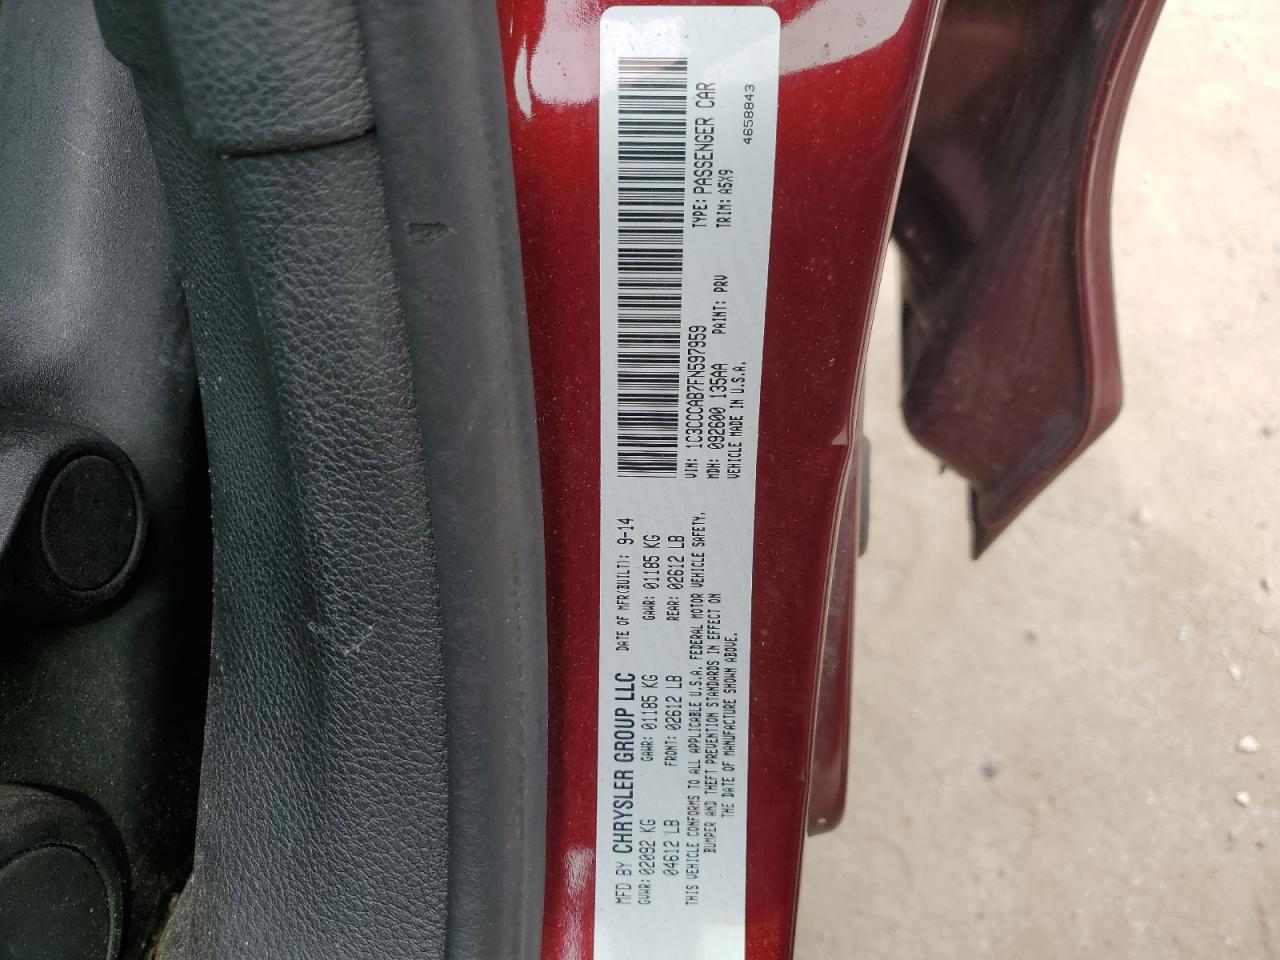 MFD BY CHRYSLER GROUP LLC DATE OF MFR(BUILT): 9-14
GVWR: 02092 KG GAWR: 01185 KG GAWR: 01185 KG
04612 LB FRONT: 02612 LB REAR: 02612 LB
THIS VEHICLE CONFORMS TO ALL APPLICABLE U.S.A. FEDERAL MOTOR VEHICLE SAFETY,
BUMPER AND THEFT PREVENTION STANDARDS IN EFFECT ON
THE DATE OF MANUFACTURE SHOWN ABOVE.
VIN: 1C3CCCAB7FN597959 TYPE: PASSENGER CAR
MDH: 092600 135AA PAINT: PRV TRIM: A5X9
VEHICLE MADE IN U.S.A.
4658843